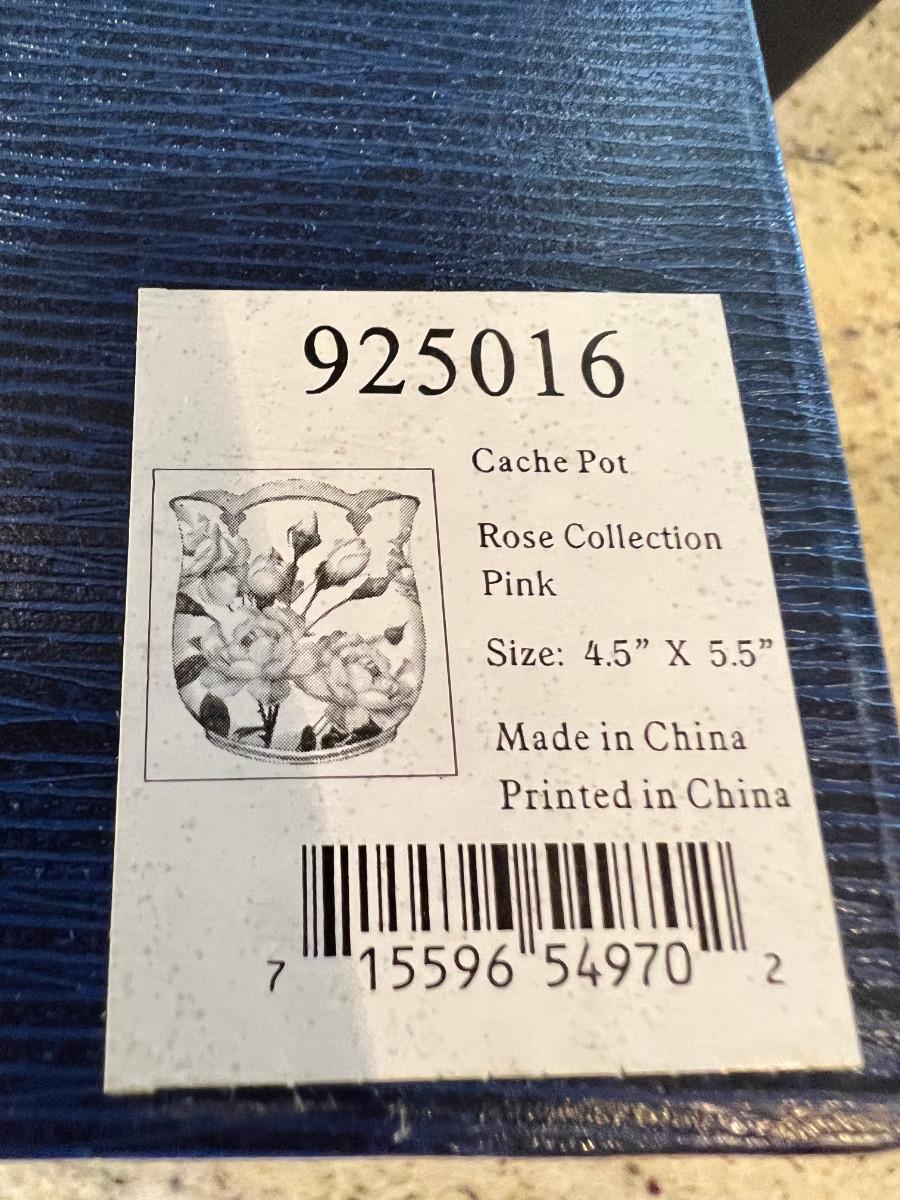 925016
Cache Pot
Rose Collection
Pink
Size: 4.5” X 5.5”
Made in China
Printed in China
7 15596 54970 2